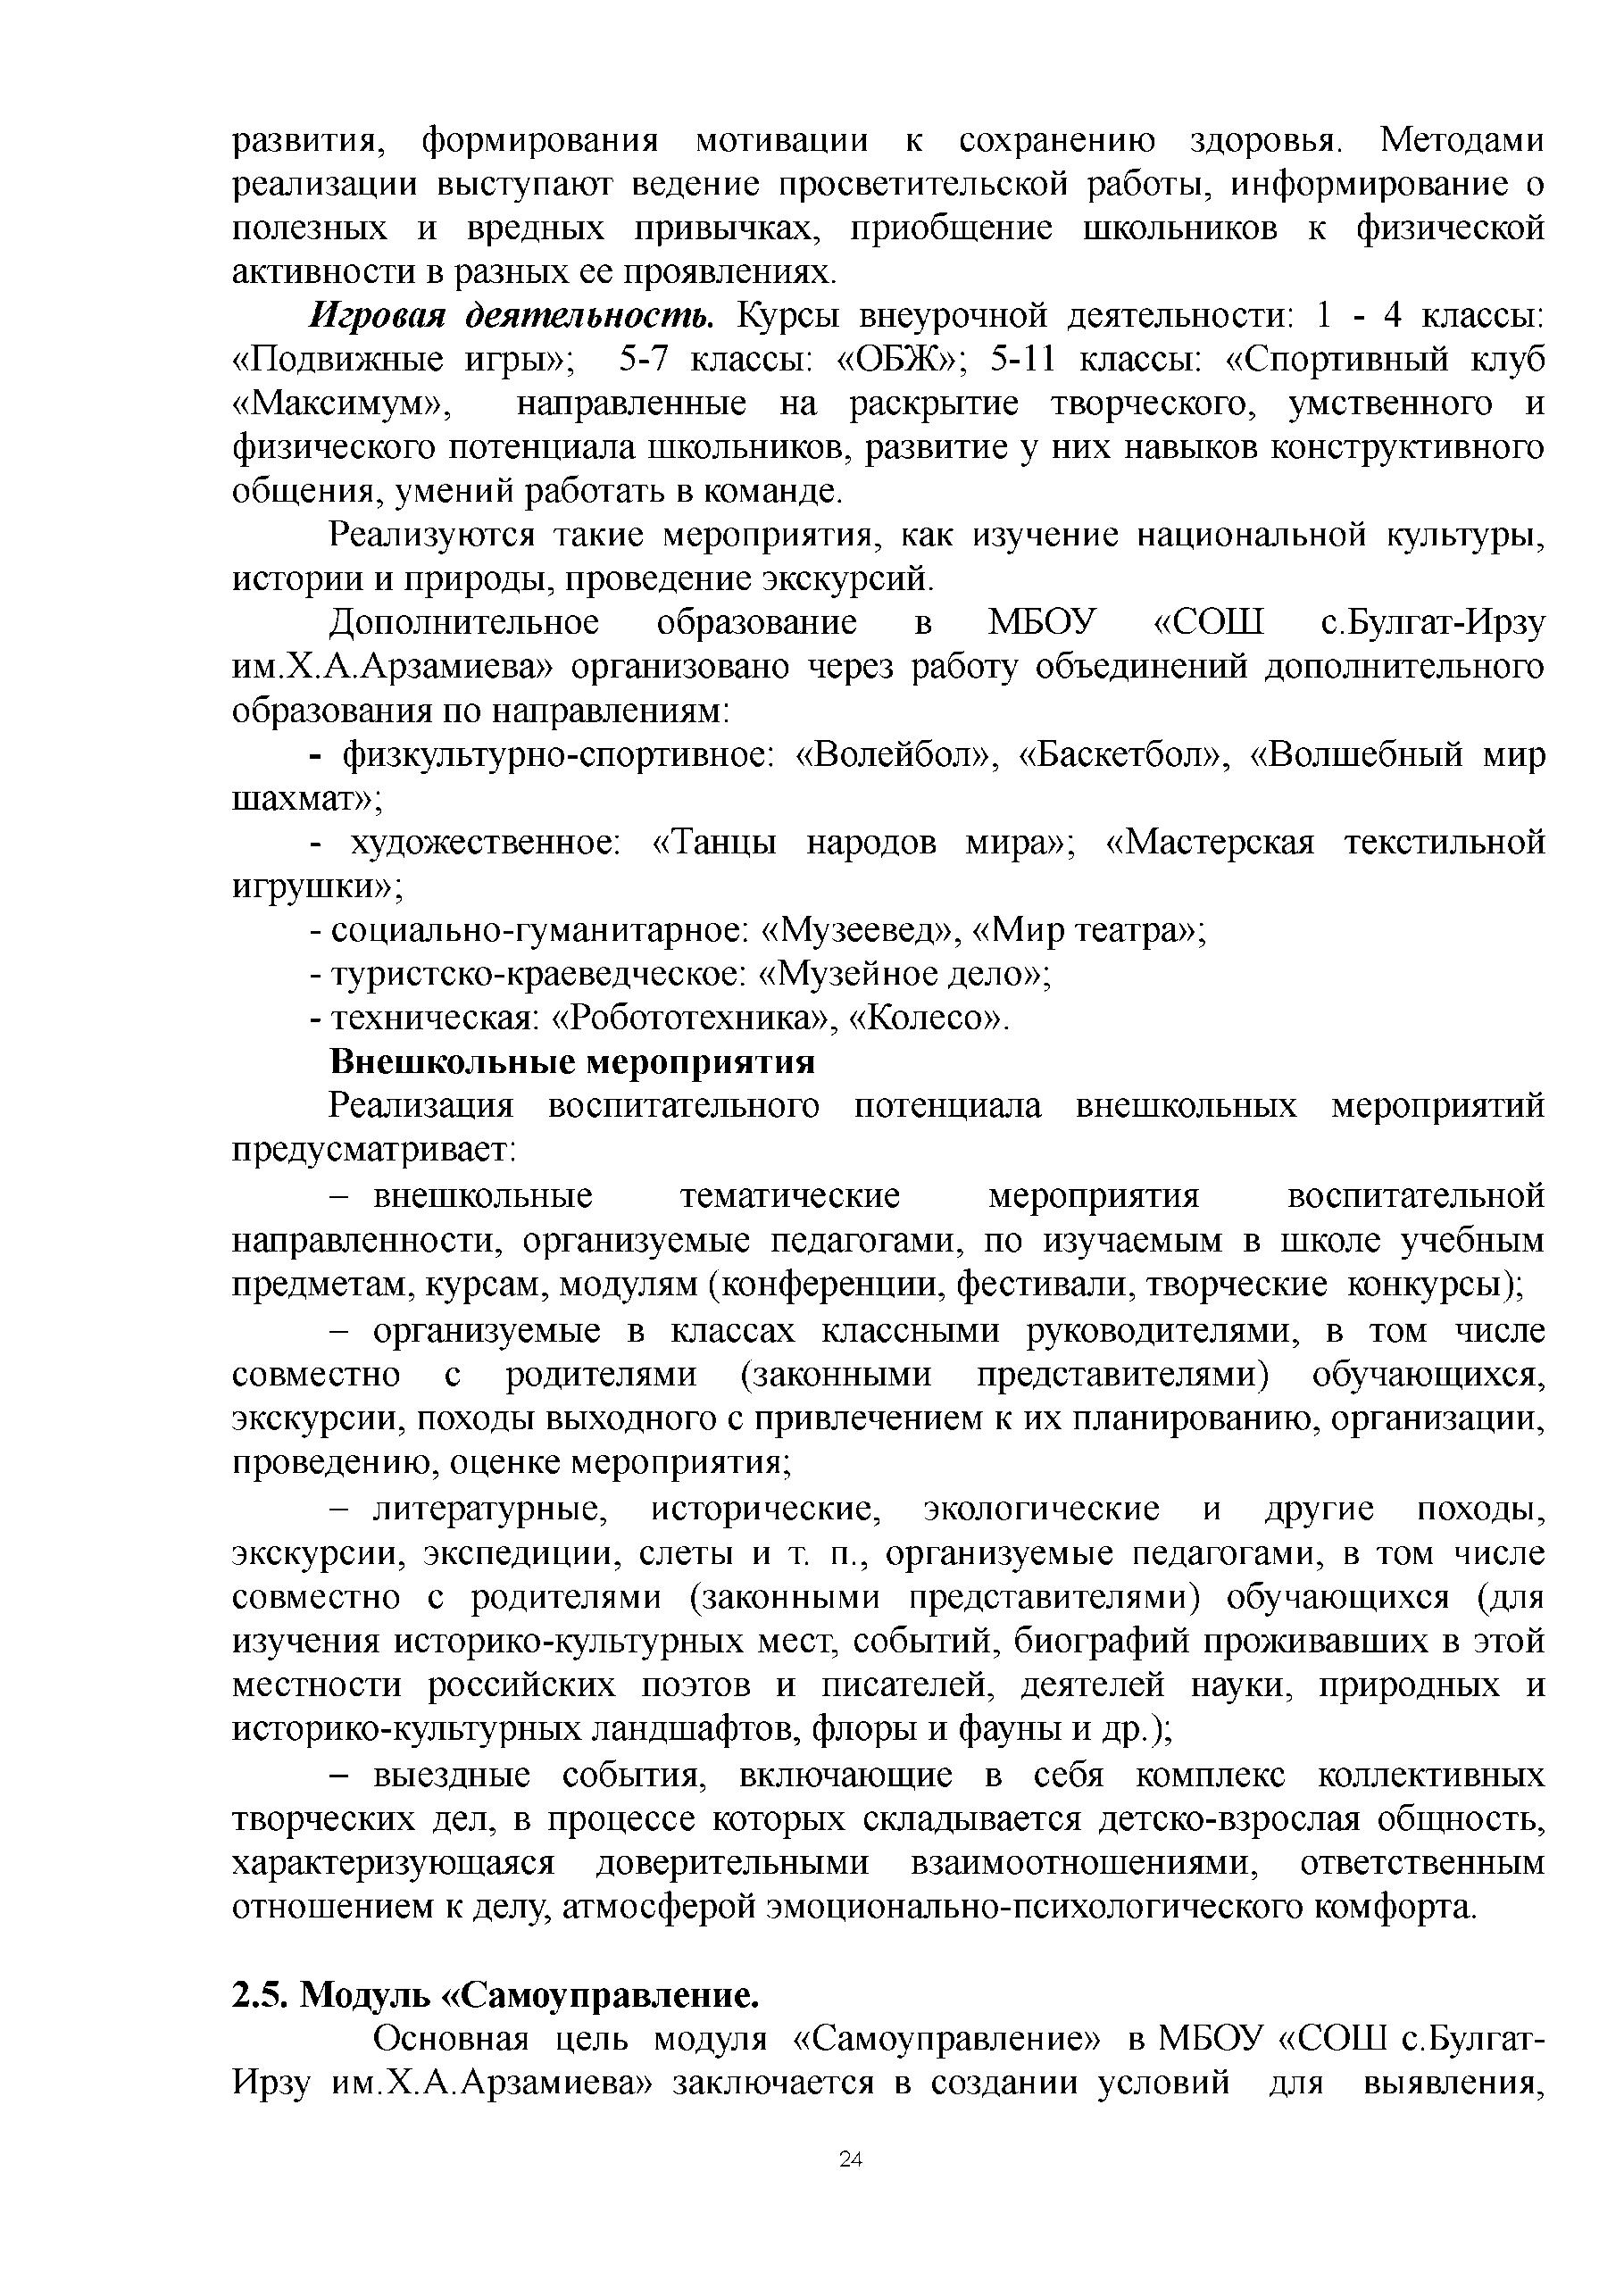 развития, формирования мотивации к сохранению здоровья. Методами
реализации выступают ведение просветительской работы, информирование о
полезных и вредных привычках, приобщение школьников к физической
активности в разных ее проявлениях.
Игровая деятельность. Курсы внеурочной деятельности: 1 - 4 классы:
«Подвижные игры»; 5-7 классы: «ОБЖ»; 5-11 классы: «Спортивный клуб
«Максимум», направленные на раскрытие творческого, умственного и
физического потенциала школьников, развитие у них навыков конструктивного
общения, умений работать в команде.
Реализуются такие мероприятия, как изучение национальной культуры,
истории и природы, проведение экскурсий.
Дополнительное образование в МБОУ «СОШ с.Булгат-Ирзу
им.Х.А.Арзамиева» организовано через работу объединений дополнительного
образования по направлениям:
- физкультурно-спортивное: «Волейбол», «Баскетбол», «Волшебный мир
шахмат»;
- художественное: «Танцы народов мира»; «Мастерская текстильной
игрушки»;
- социально-гуманитарное: «Музеевед», «Мир театра»;
- туристско-краеведческое: «Музейное дело»;
- техническая: «Робототехника», «Колесо».
Внешкольные мероприятия
Реализация воспитательного потенциала внешкольных мероприятий
предусматривает:
– внешкольные тематические мероприятия воспитательной
направленности, организуемые педагогами, по изучаемым в школе учебным
предметам, курсам, модулям (конференции, фестивали, творческие конкурсы);
– организуемые в классах классными руководителями, в том числе
совместно с родителями (законными представителями) обучающихся,
экскурсии, походы выходного с привлечением к их планированию, организации,
проведению, оценке мероприятия;
– литературные, исторические, экологические и другие походы,
экскурсии, экспедиции, слеты и т. п., организуемые педагогами, в том числе
совместно с родителями (законными представителями) обучающихся (для
изучения историко-культурных мест, событий, биографий проживавших в этой
местности российских поэтов и писателей, деятелей науки, природных и
историко-культурных ландшафтов, флоры и фауны и др.);
– выездные события, включающие в себя комплекс коллективных
творческих дел, в процессе которых складывается детско-взрослая общность,
характеризующаяся доверительными взаимоотношениями, ответственным
отношением к делу, атмосферой эмоционально-психологического комфорта.
2.5. Модуль «Самоуправление.
Основная цель модуля «Самоуправление» в МБОУ «СОШ с.Булгат-
Ирзу им.Х.А.Арзамиева» заключается в создании условий для выявления,
24